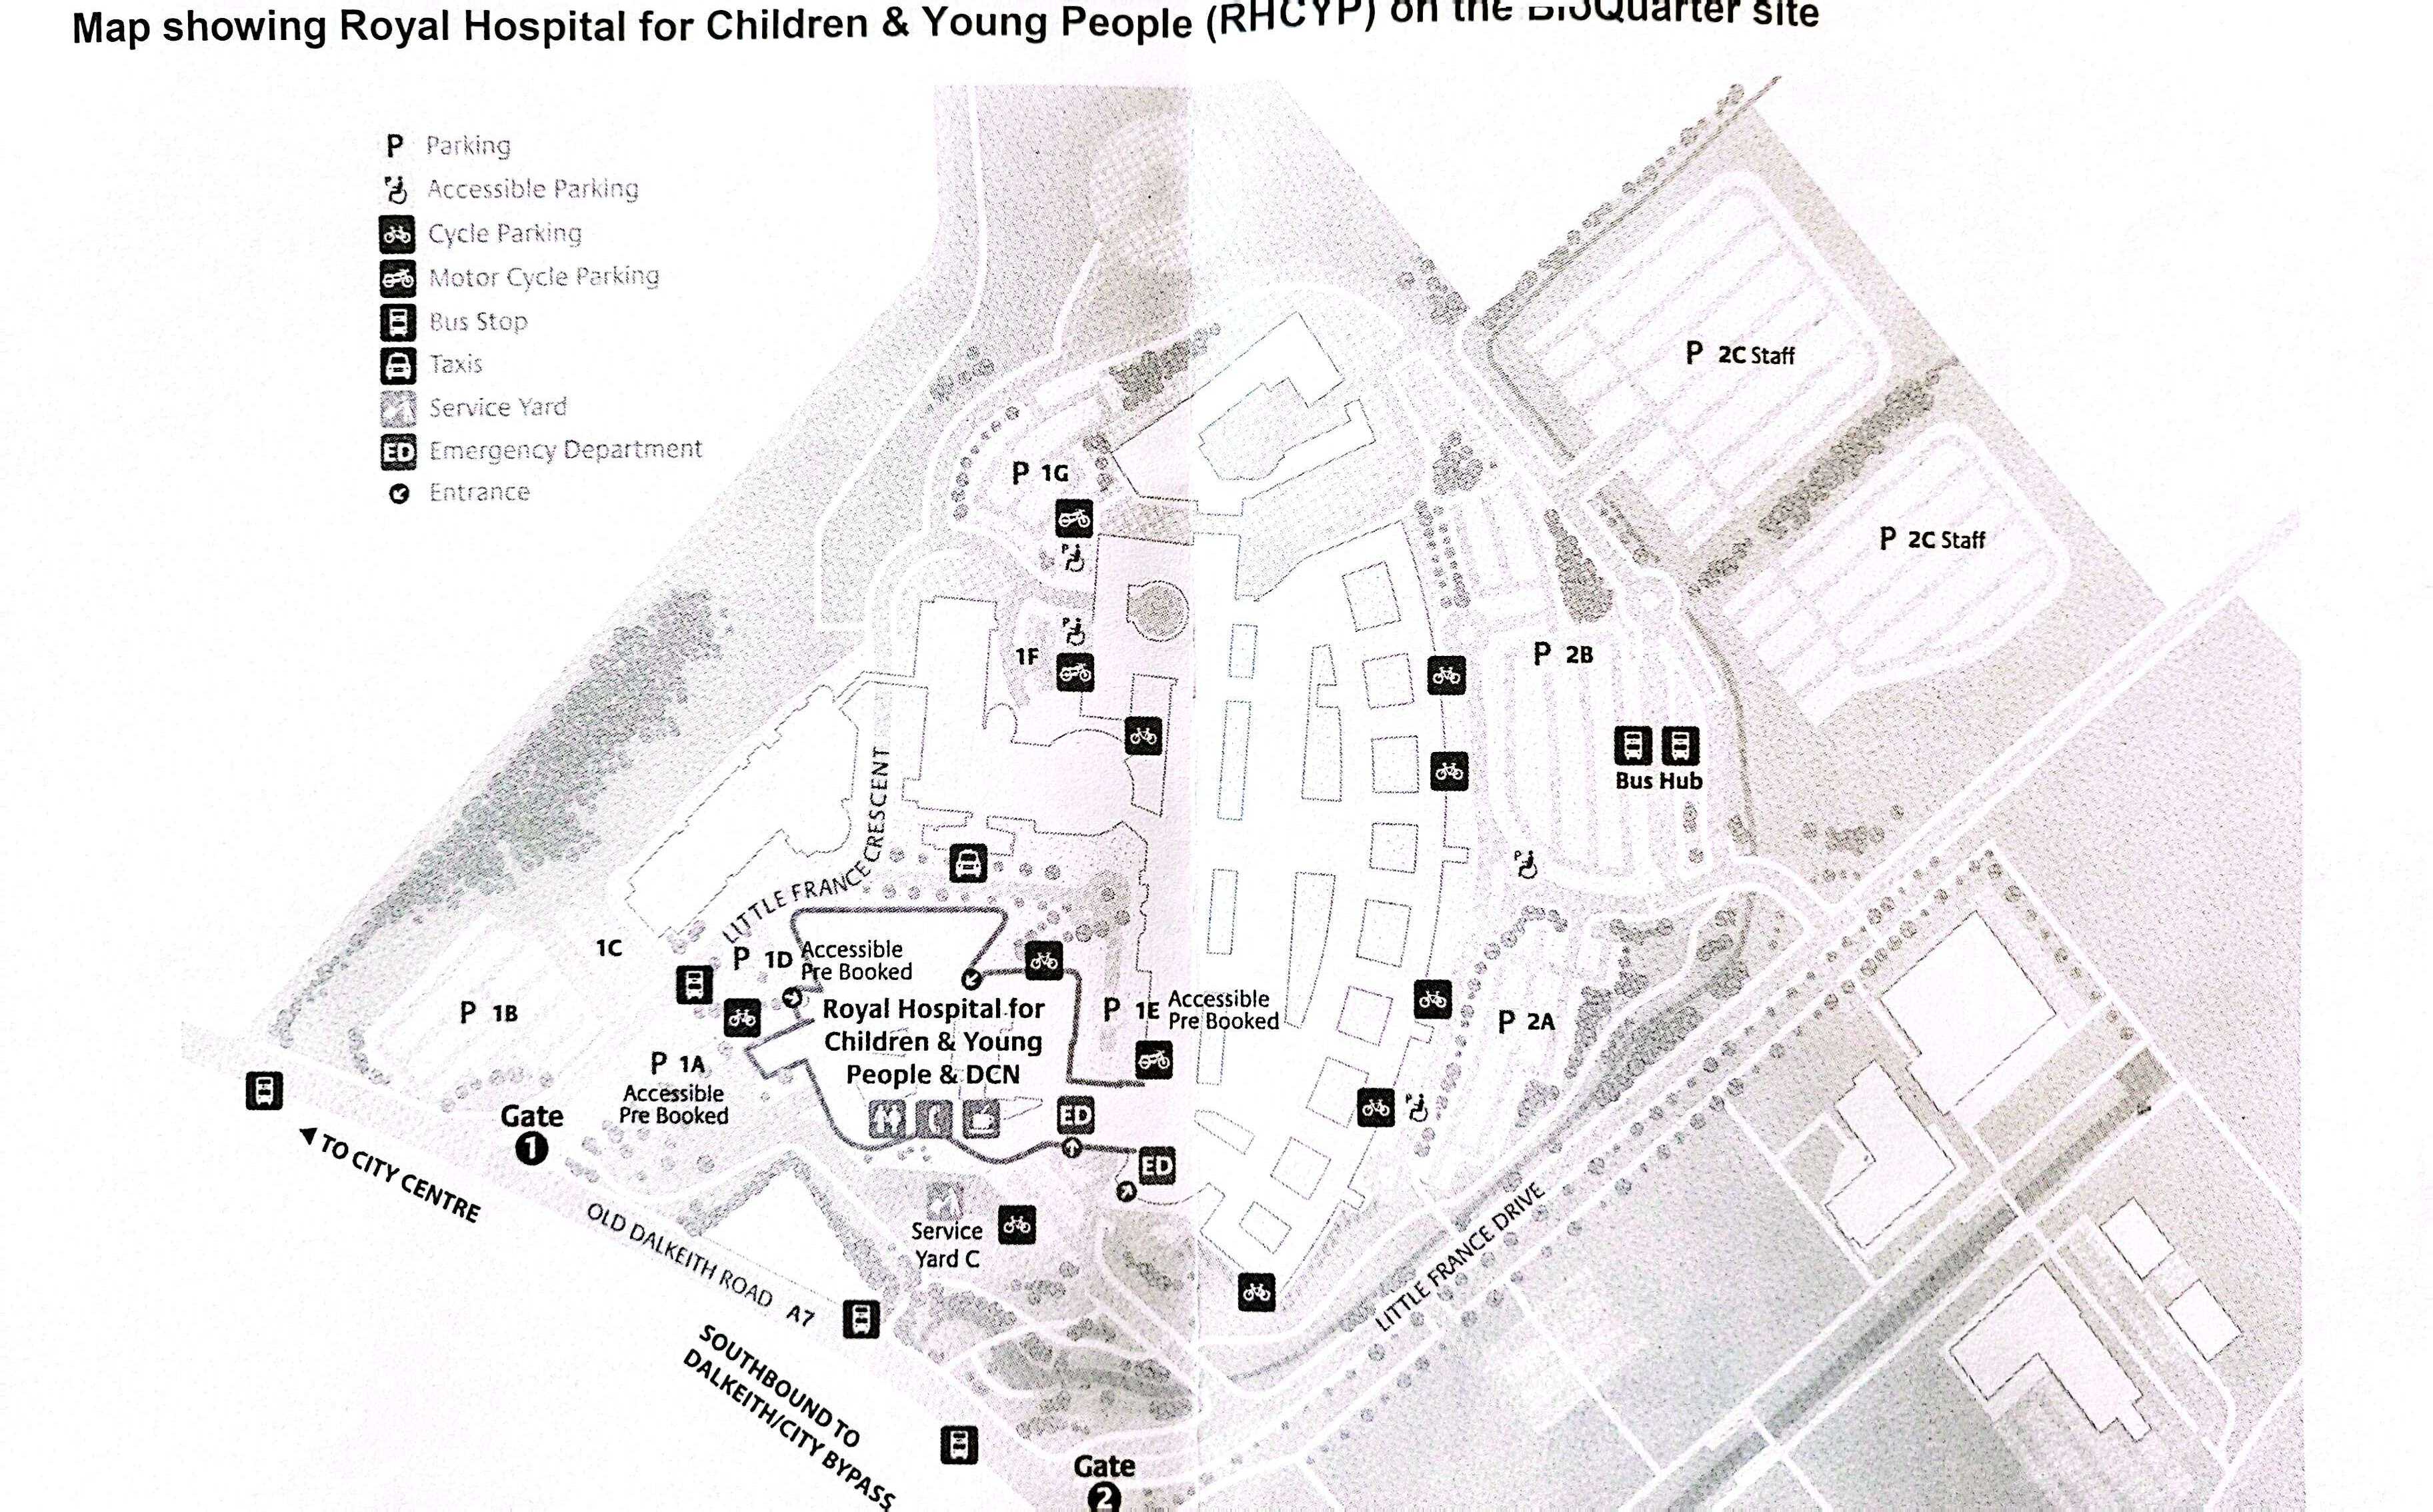 Map showing Royal Hospital for Children & Young People (RHCYP) on the BioQuarter site
P Parking
Accessible Parking
Cycle Parking
Motor Cycle Parking
Bus Stop
Taxis
Service Yard
ED Emergency Department
Entrance
P 2C Staff
P 1G
P 2C Staff
1F
P 2B
Bus Hub
LITTLE FRANCE CRESCENT
1C
P 1D Accessible
Pre Booked
P 1B
Royal Hospital for
Children & Young
People & DCN
P 1E Accessible
Pre Booked
P 2A
P 1A
Accessible
Pre Booked
Gate
1
ED
ED
TO CITY CENTRE
Service
Yard C
OLD DALKEITH ROAD A7
LITTLE FRANCE DRIVE
SOUTHBOUND TO
DALKEITH/CITY BYPASS
Gate
2